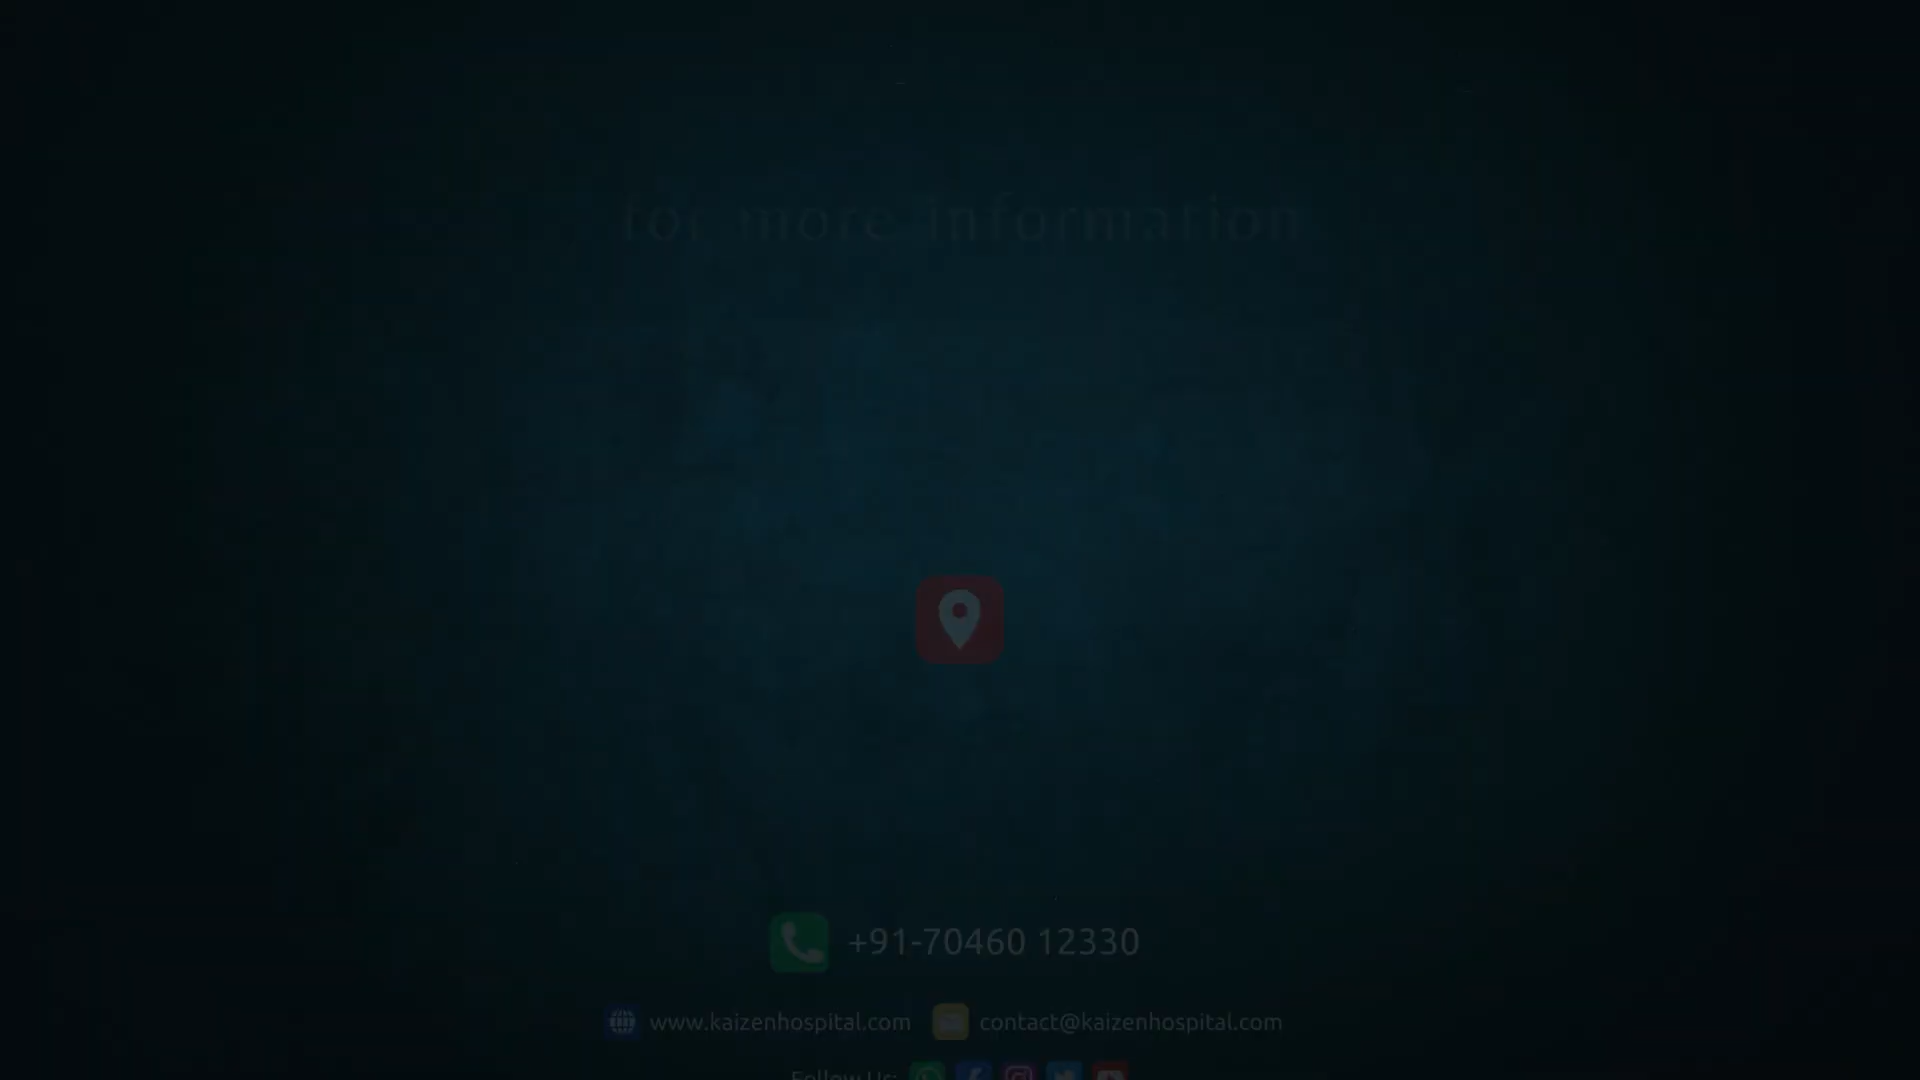 for more information
+91-70460 12330
www.kaizenhospital.com contact@kaizenhospital.com
Follow Us: